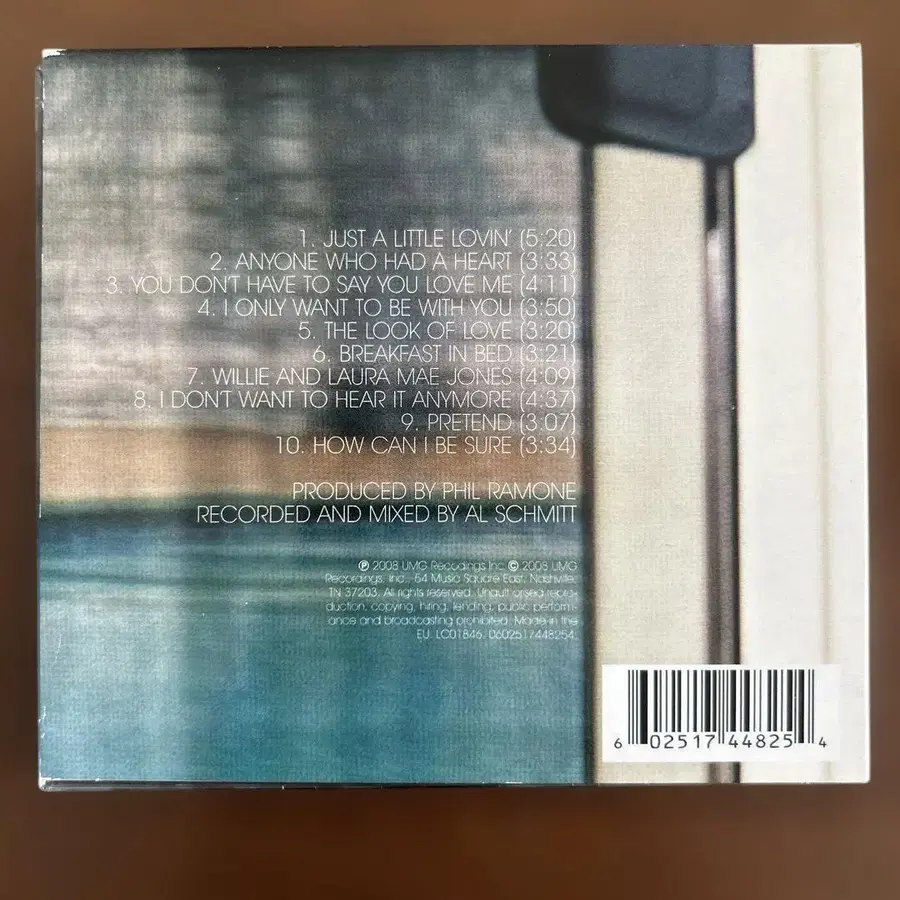 1. JUST A LITTLE LOVIN' (5:20)
2. ANYONE WHO HAD A HEART (3:33)
3. YOU DON'T HAVE TO SAY YOU LOVE ME (4:11)
4. I ONLY WANT TO BE WITH YOU (3:50)
5. THE LOOK OF LOVE (3:20)
6. BREAKFAST IN BED (3:21)
7. WILLIE AND LAURA MAE JONES (4:09)
8. I DON'T WANT TO HEAR IT ANYMORE (4:37)
9. PRETEND (3:07)
10. HOW CAN I BE SURE (3:34)
PRODUCED BY PHIL RAMONE
RECORDED AND MIXED BY AL SCHMITT
℗ 2008 UMG Recordings Inc. © 2008 UMG
Recordings, Inc., 54 Music Square East, Nashville,
TN 37203. All rights reserved. Unauthorised repro-
duction, copying, hiring, lending, public perform-
ance and broadcasting prohibited. Made in the
EU. LC01846. 0602517448254.
6 02517 44825 4